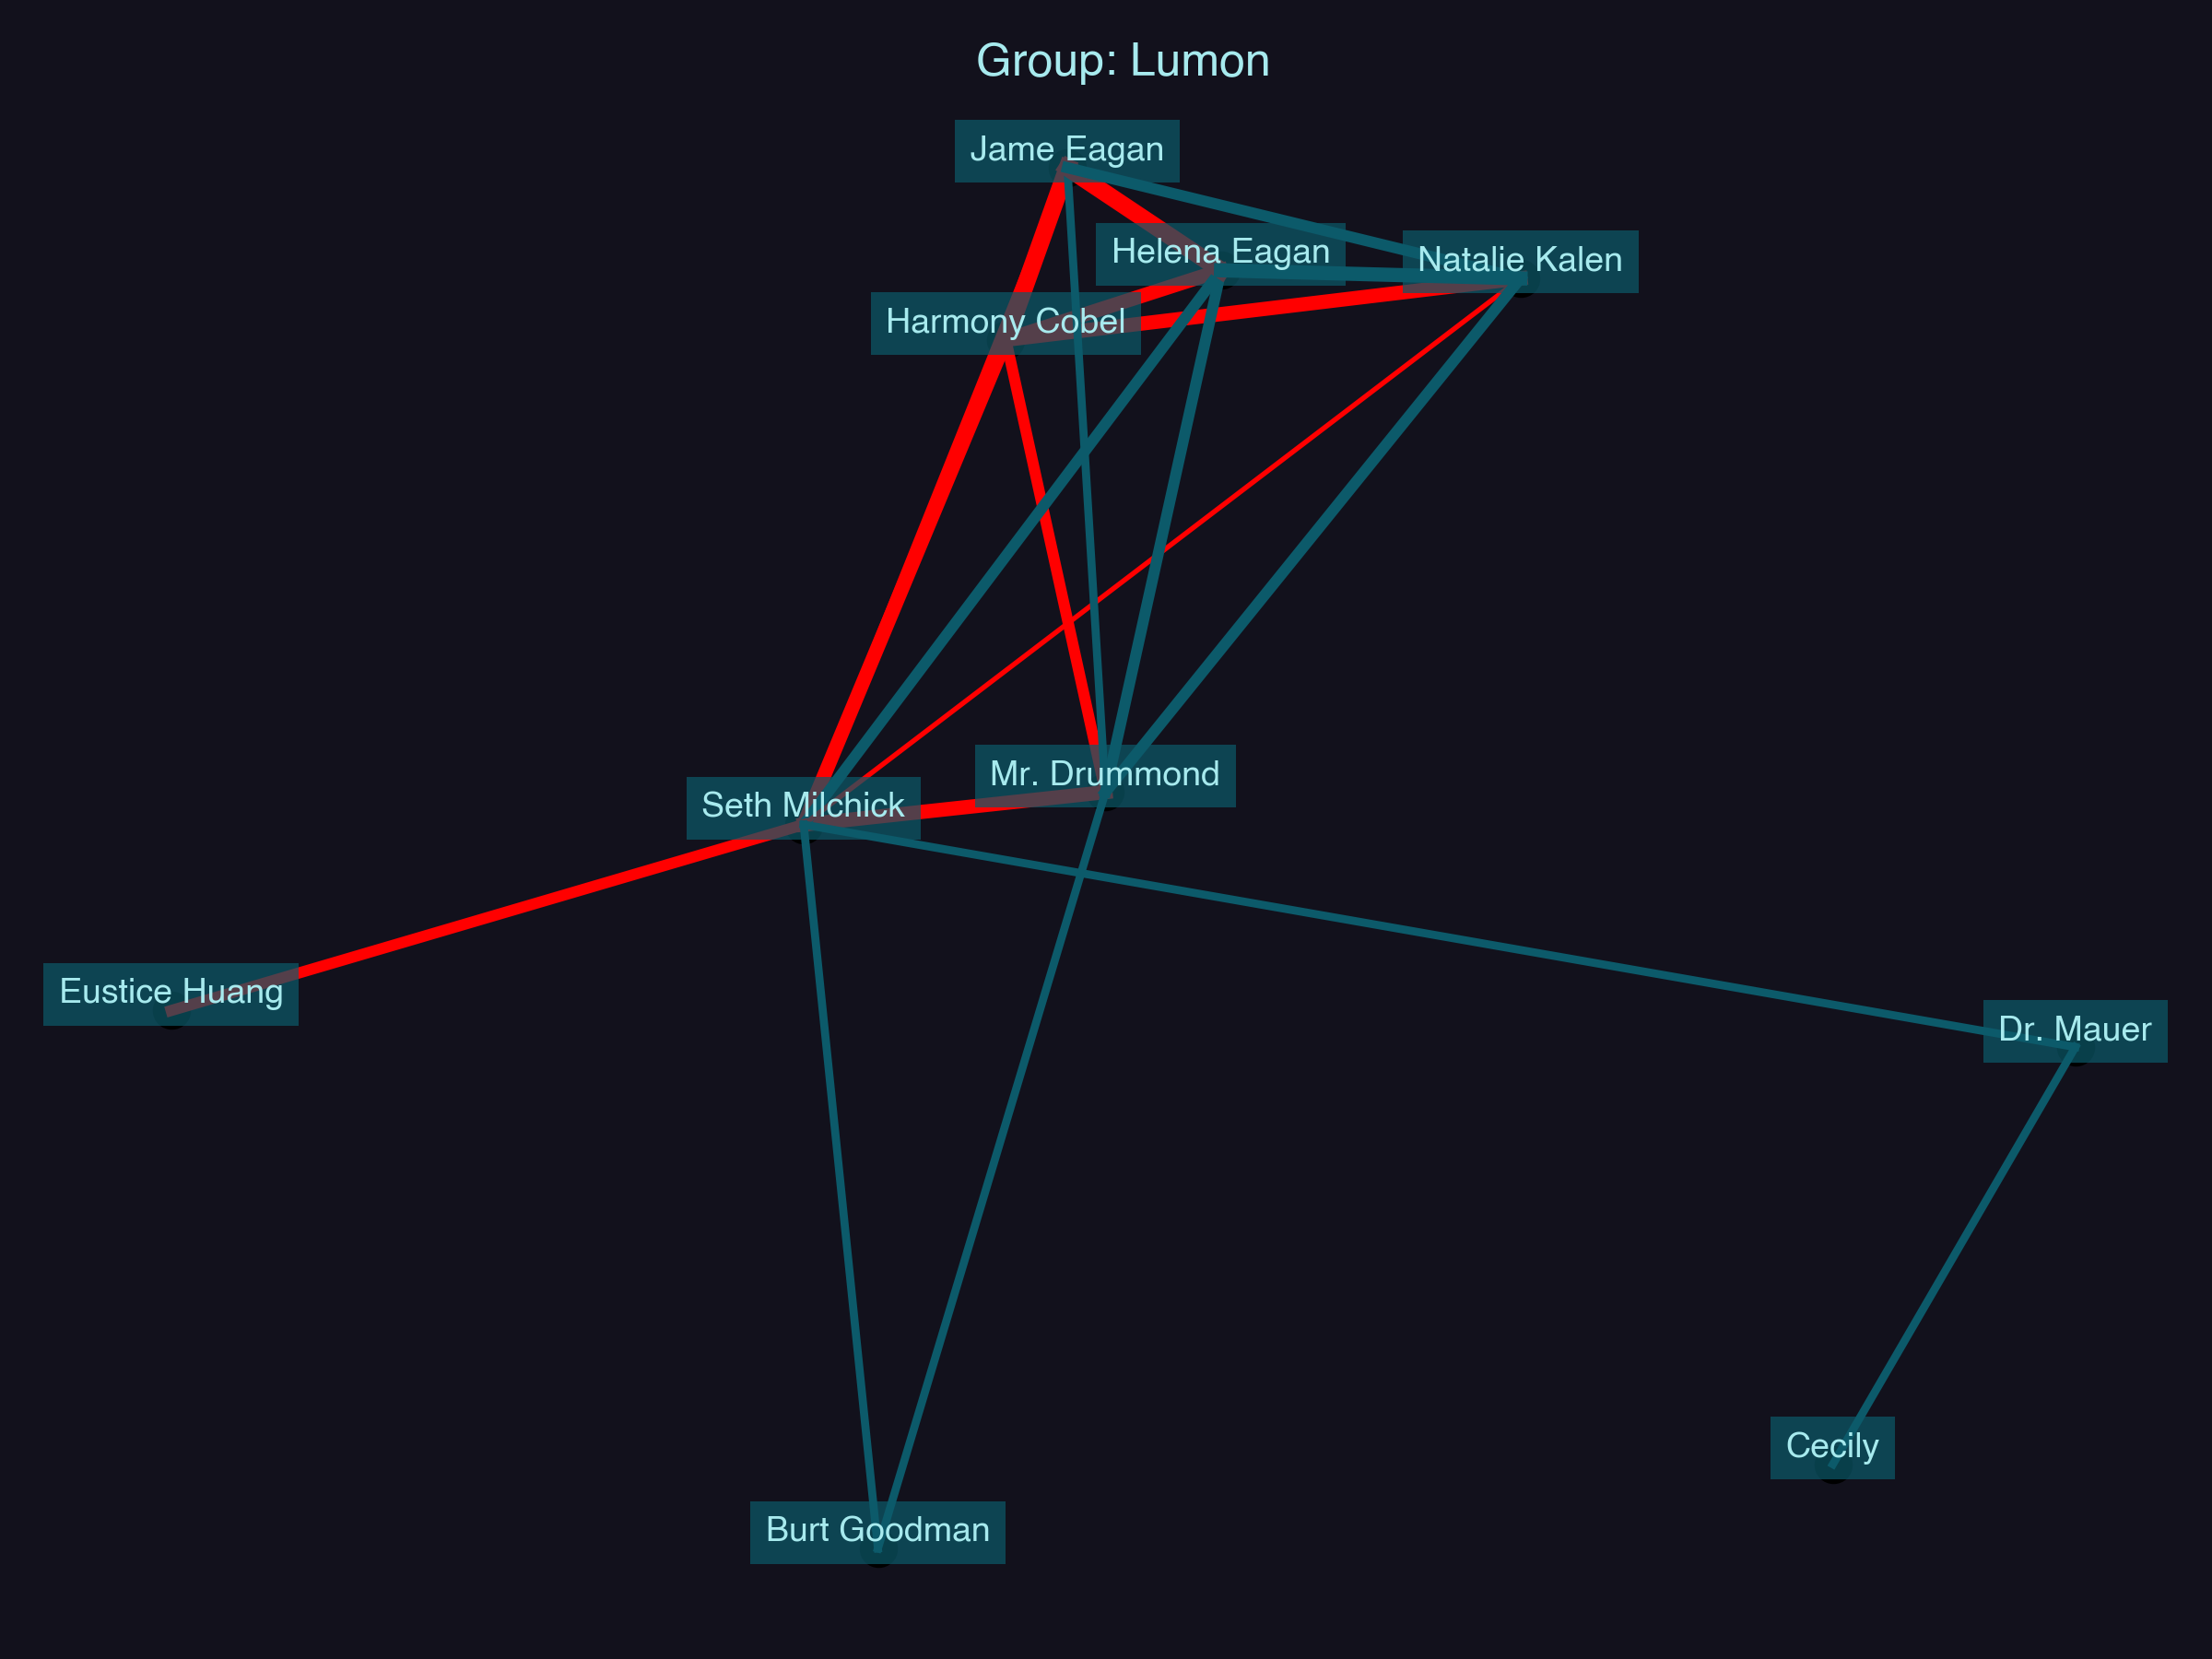 Group: Lumon
Jame Eagan
Helena Eagan
Natalie Kalen
Harmony Cobel
Mr. Drummond
Seth Milchick
Eustice Huang
Dr. Mauer
Cecily
Burt Goodman